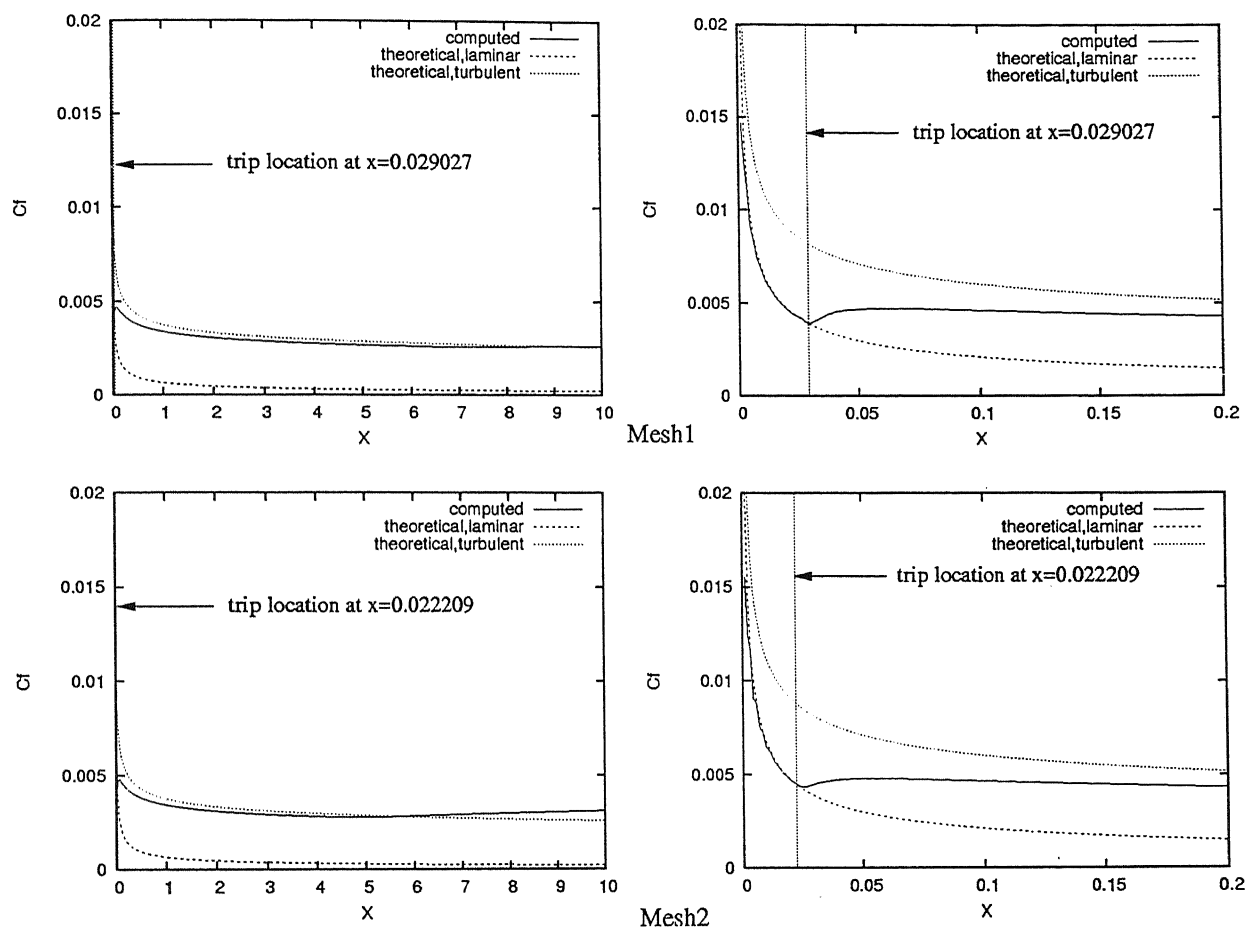 0.02
0.015
0.01
0.005
0
Cf
computed
theoretical,laminar
theoretical,turbulent
trip location at x=0.029027
0 1 2 3 4 5 6 7 8 9 10
X
0.02
0.015
0.01
0.005
0
Cf
computed
theoretical,laminar
theoretical,turbulent
trip location at x=0.029027
0 0.05 0.1 0.15 0.2
X
Mesh1
0.02
0.015
0.01
0.005
0
Cf
computed
theoretical,laminar
theoretical,turbulent
trip location at x=0.022209
0 1 2 3 4 5 6 7 8 9 10
X
0.02
0.015
0.01
0.005
0
Cf
computed
theoretical,laminar
theoretical,turbulent
trip location at x=0.022209
0 0.05 0.1 0.15 0.2
X
Mesh2